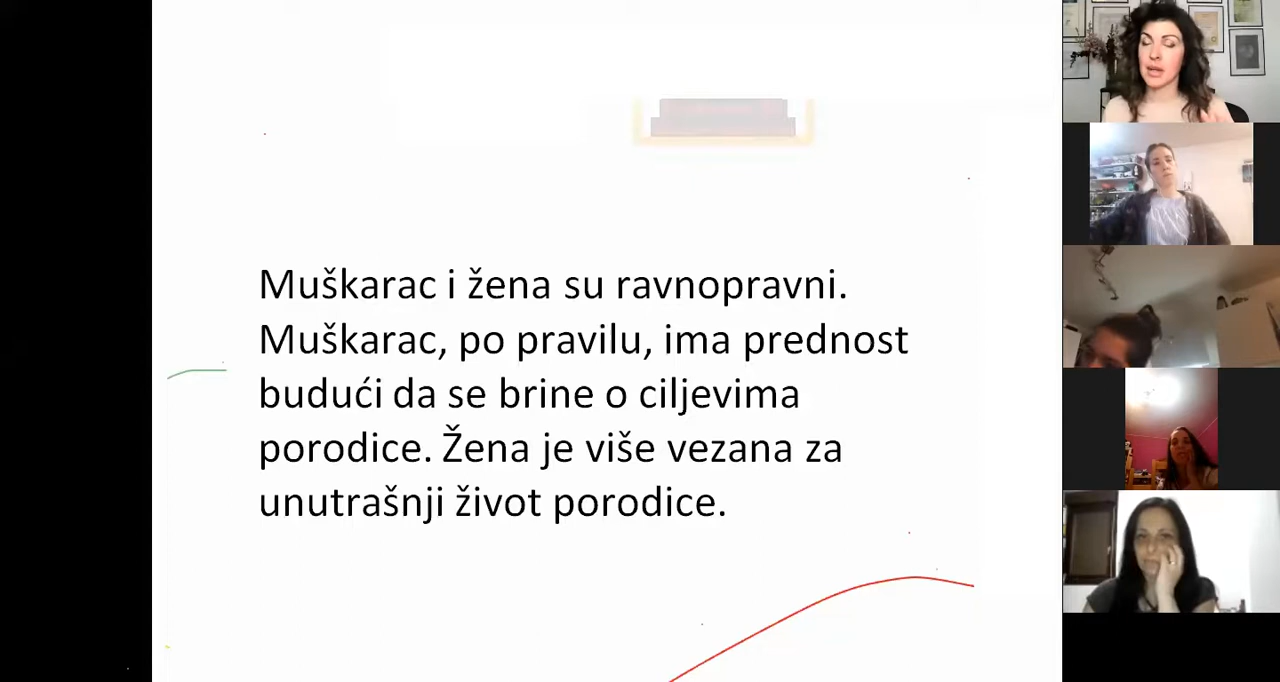 Muškarac i žena su ravnopravni.
Muškarac, po pravilu, ima prednost
budući da se brine o ciljevima
porodice. Žena je više vezana za
unutrašnji život porodice.